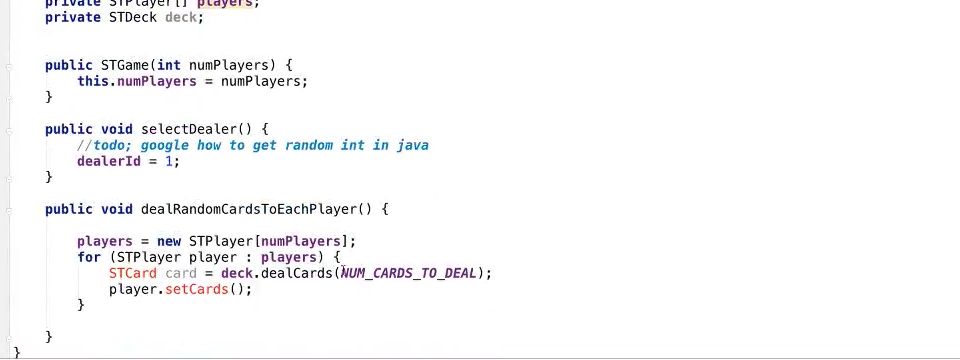 private STPlayer[] players;
private STDeck deck;
public STGame(int numPlayers) {
this.numPlayers = numPlayers;
}
public void selectDealer() {
//todo; google how to get random int in java
dealerId = 1;
}
public void dealRandomCardsToEachPlayer() {
players = new STPlayer[numPlayers];
for (STPlayer player : players) {
STCard card = deck.dealCards(NUM_CARDS_TO_DEAL);
player.setCards();
}
}
}